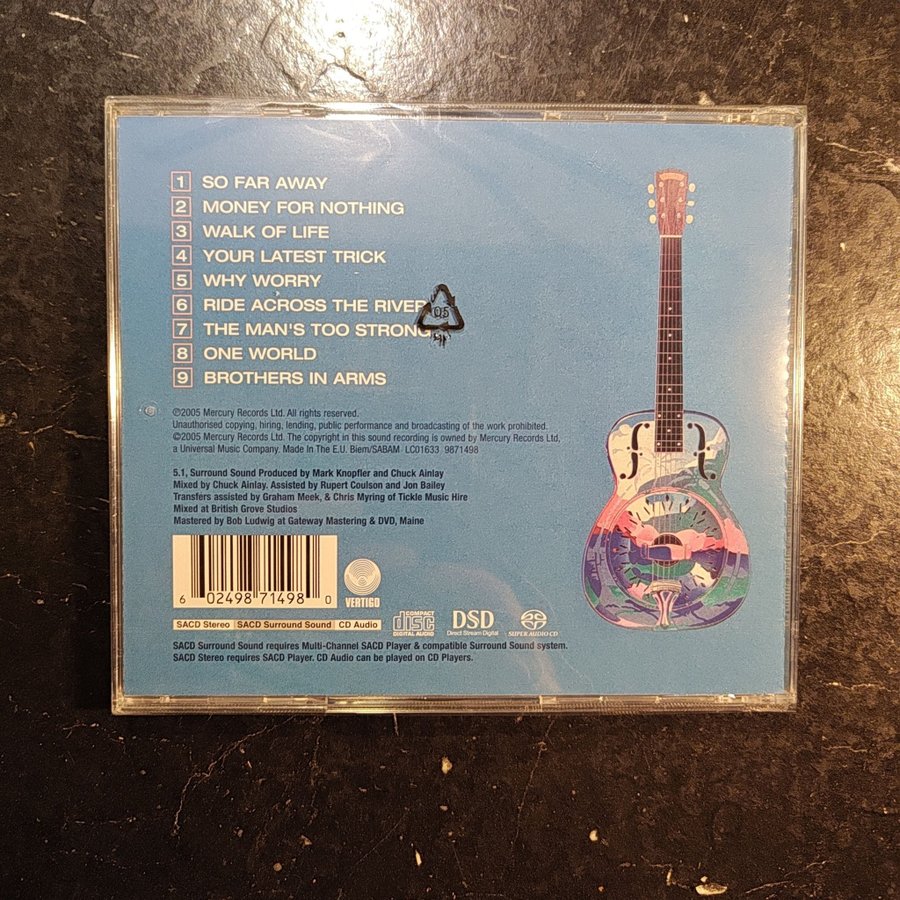 1 SO FAR AWAY
2 MONEY FOR NOTHING
3 WALK OF LIFE
4 YOUR LATEST TRICK
5 WHY WORRY
6 RIDE ACROSS THE RIVER
7 THE MAN'S TOO STRONG
8 ONE WORLD
9 BROTHERS IN ARMS
05
℗2005 Mercury Records Ltd. All rights reserved.
Unauthorised copying, hiring, lending, public performance and broadcasting of the work prohibited.
©2005 Mercury Records Ltd. The copyright in this sound recording is owned by Mercury Records Ltd,
a Universal Music Company. Made In The E.U. Biem/SABAM LC01633 9871498
5.1, Surround Sound Produced by Mark Knopfler and Chuck Ainlay
Mixed by Chuck Ainlay. Assisted by Rupert Coulson and Jon Bailey
Transfers assisted by Graham Meek, & Chris Myring of Tickle Music Hire
Mixed at British Grove Studios
Mastered by Bob Ludwig at Gateway Mastering & DVD, Maine
6 02498 71498 0
VERTIGO
SACD Stereo SACD Surround Sound CD Audio
COMPACT disc DIGITAL AUDIO
DSD Direct Stream Digital
SUPER AUDIO CD
SACD Surround Sound requires Multi-Channel SACD Player & compatible Surround Sound system.
SACD Stereo requires SACD Player. CD Audio can be played on CD Players.